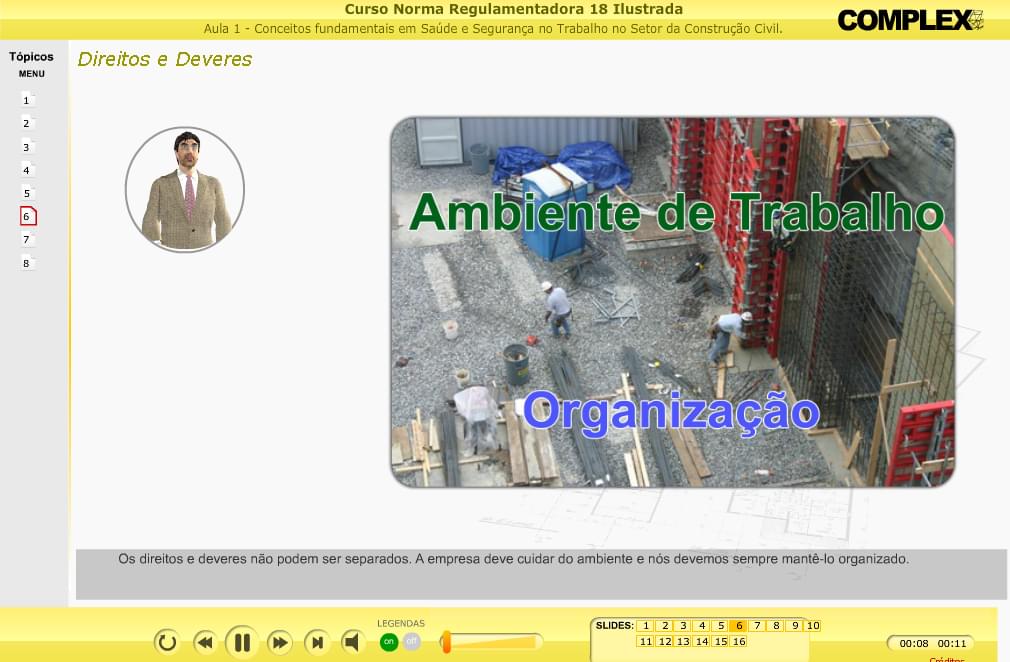 Curso Norma Regulamentadora 18 Ilustrada
Aula 1 - Conceitos fundamentais em Saúde e Segurança no Trabalho no Setor da Construção Civil.
COMPLEX
Tópicos
MENU
1
2
3
4
5
6
7
8
Direitos e Deveres
Ambiente de Trabalho
Organização
Os direitos e deveres não podem ser separados. A empresa deve cuidar do ambiente e nós devemos sempre mantê-lo organizado.
LEGENDAS
on off
SLIDES: 1 2 3 4 5 6 7 8 9 10
11 12 13 14 15 16
00:08 00:11
Créditos